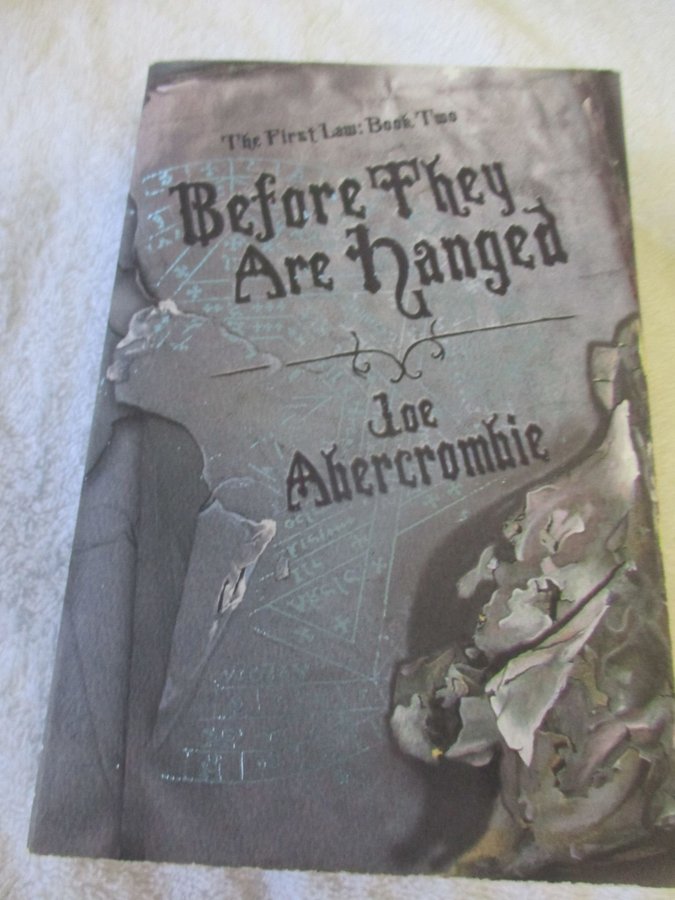 The First Law: Book Two
Before They
Are Hanged
Joe
Abercrombie